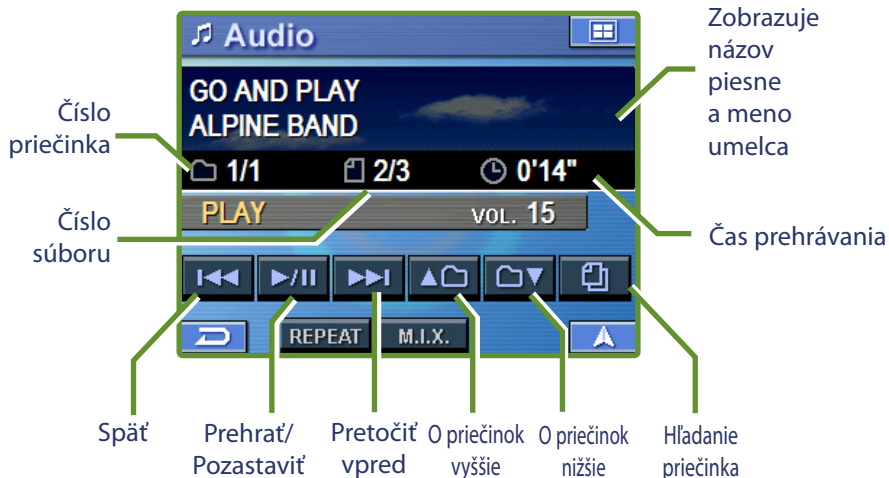 Audio
GO AND PLAY
ALPINE BAND
1/1 2/3 0'14"
PLAY VOL. 15
▶/II
REPEAT M.I.X.
Zobrazuje
názov
piesne
a meno
umelca
Číslo
priečinka
Číslo
súboru
Čas prehrávania
Späť
Prehrať/
Pozastaviť
Pretočiť
vpred
O priečinok
vyššie
O priečinok
nižšie
Hľadanie
priečinka